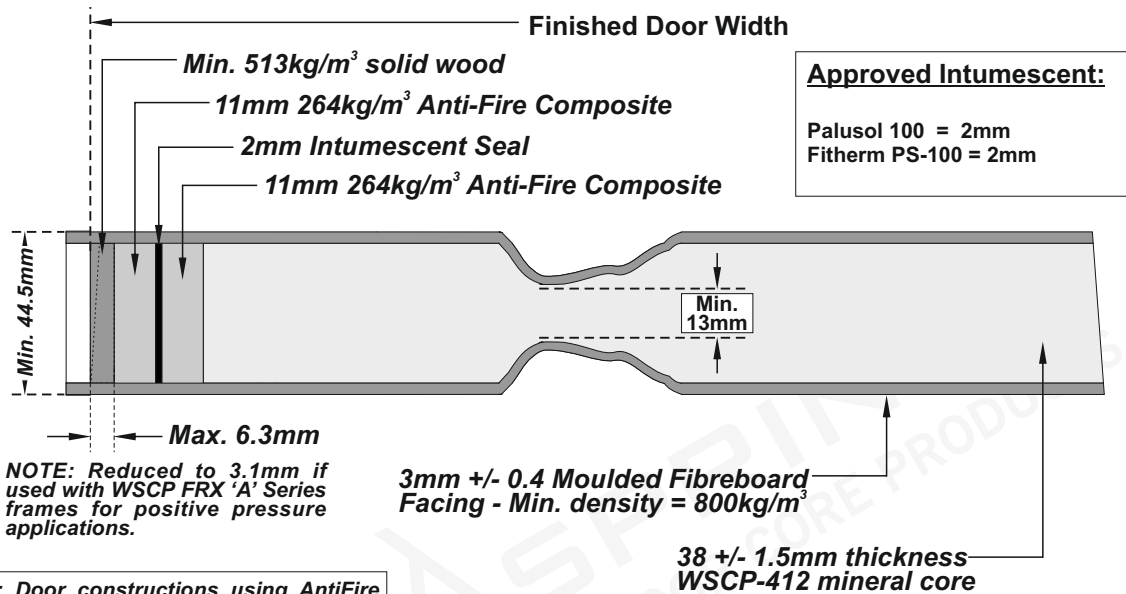 Finished Door Width
Min. 513kg/m³ solid wood
11mm 264kg/m³ Anti-Fire Composite
2mm Intumescent Seal
11mm 264kg/m³ Anti-Fire Composite
Approved Intumescent:
Palusol 100 = 2mm
Fitherm PS-100 = 2mm
Min. 44.5mm
Min.
13mm
Max. 6.3mm
NOTE: Reduced to 3.1mm if
used with WSCP FRX ‘A’ Series
frames for positive pressure
applications.
3mm +/- 0.4 Moulded Fibreboard
Facing - Min. density = 800kg/m³
38 +/- 1.5mm thickness
WSCP-412 mineral core
Door constructions using AntiFire
SPIN
CORE PRODUCTS